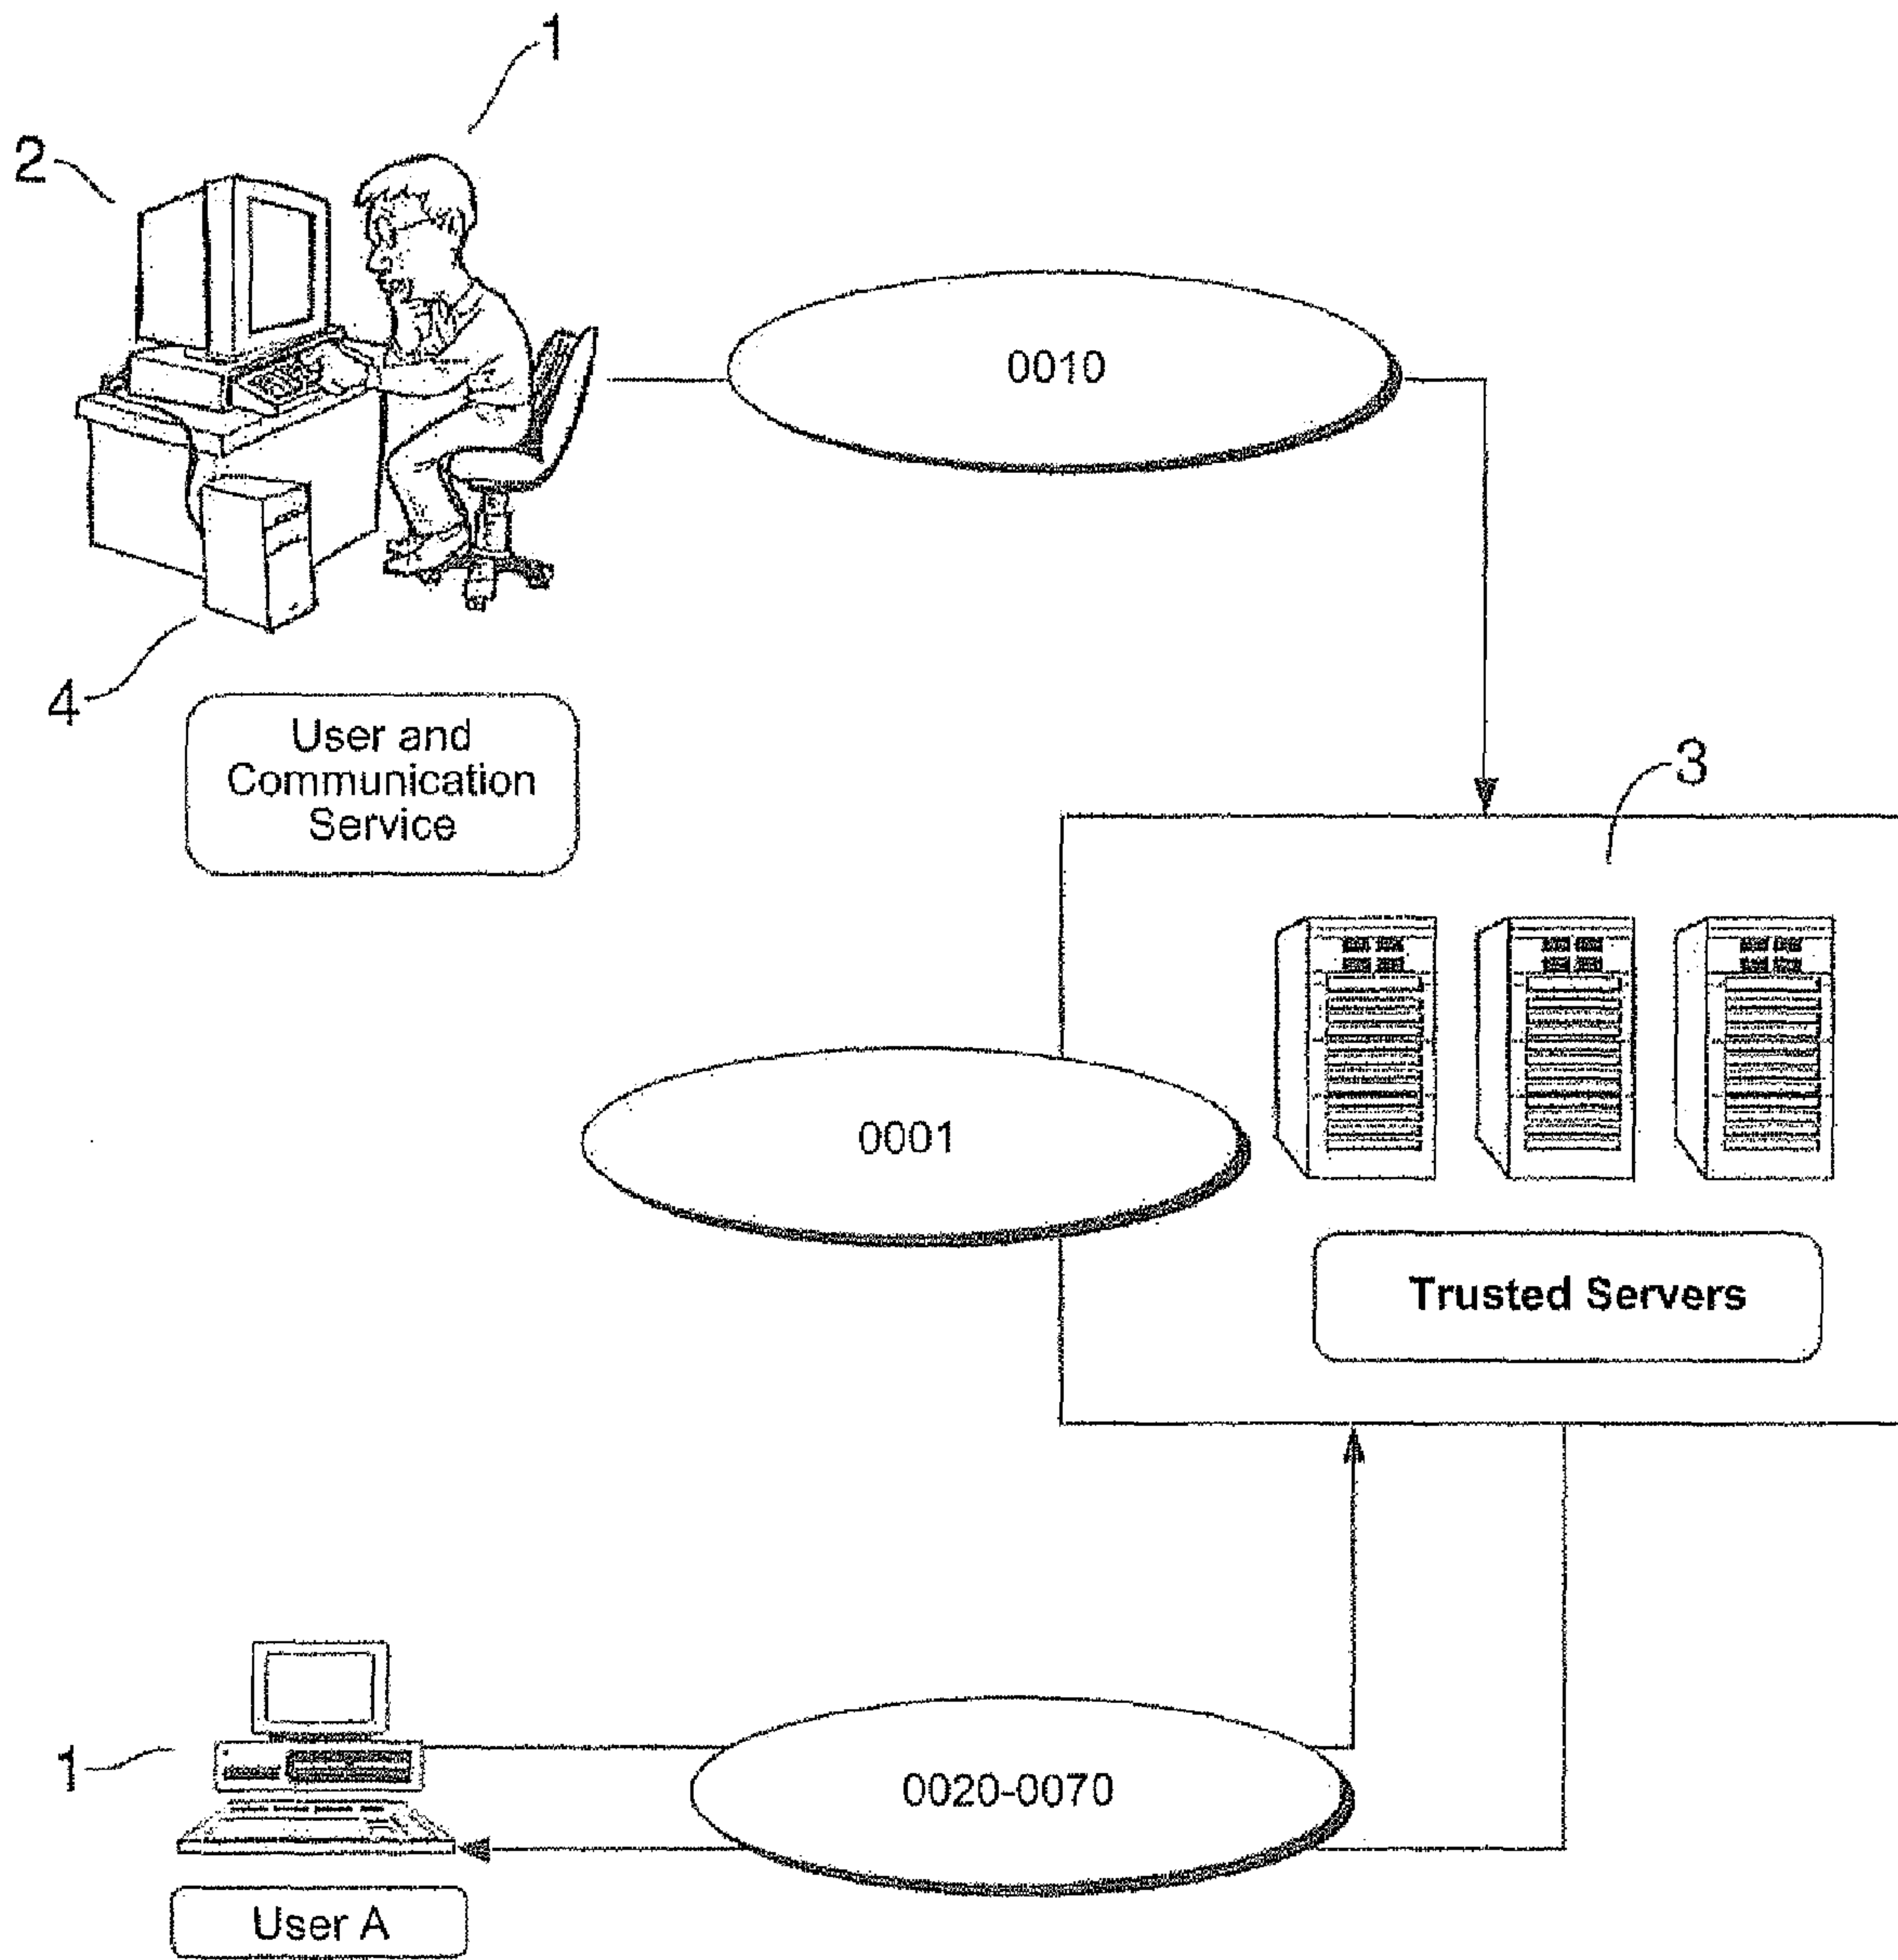 1
2
0010
4
User and
Communication
Service
3
0001
Trusted Servers
1
0020-0070
User A